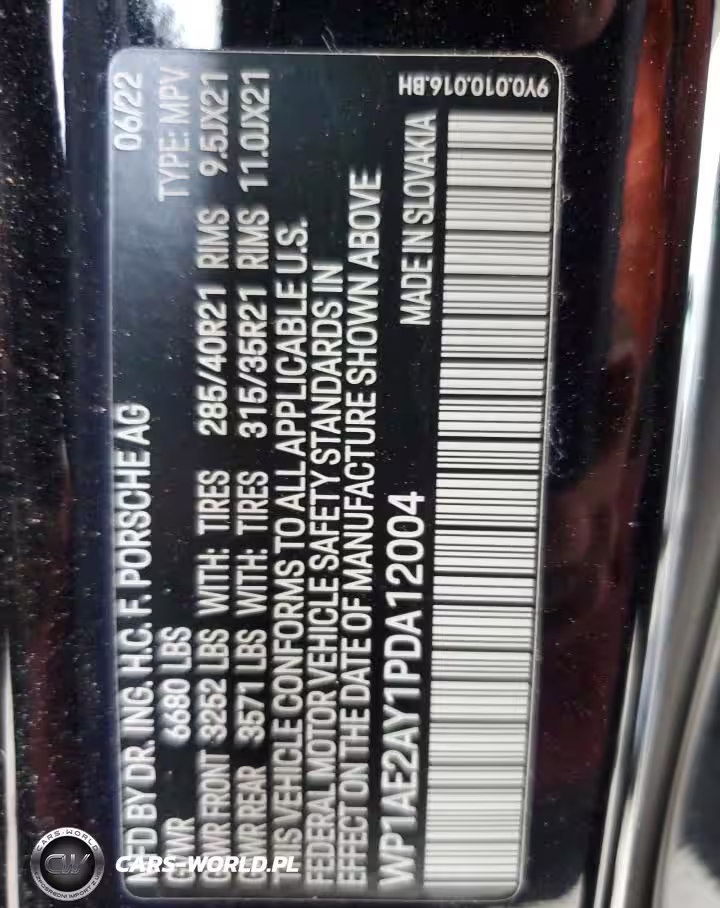 MFD BY DR. ING. H.C. F. PORSCHE AG 06/22
GVWR 6680 LBS TYPE: MPV
GAWR FRONT 3252 LBS WITH: TIRES 285/40R21 RIMS 9.5JX21
GAWR REAR 3571 LBS WITH: TIRES 315/35R21 RIMS 11.0JX21
THIS VEHICLE CONFORMS TO ALL APPLICABLE U.S.
FEDERAL MOTOR VEHICLE SAFETY STANDARDS IN
EFFECT ON THE DATE OF MANUFACTURE SHOWN ABOVE
WP1AE2AY1PDA12004 MADE IN SLOVAKIA
9Y0.010.016.BH
CARS-WORLD
CW
CARS-WORLD.PL